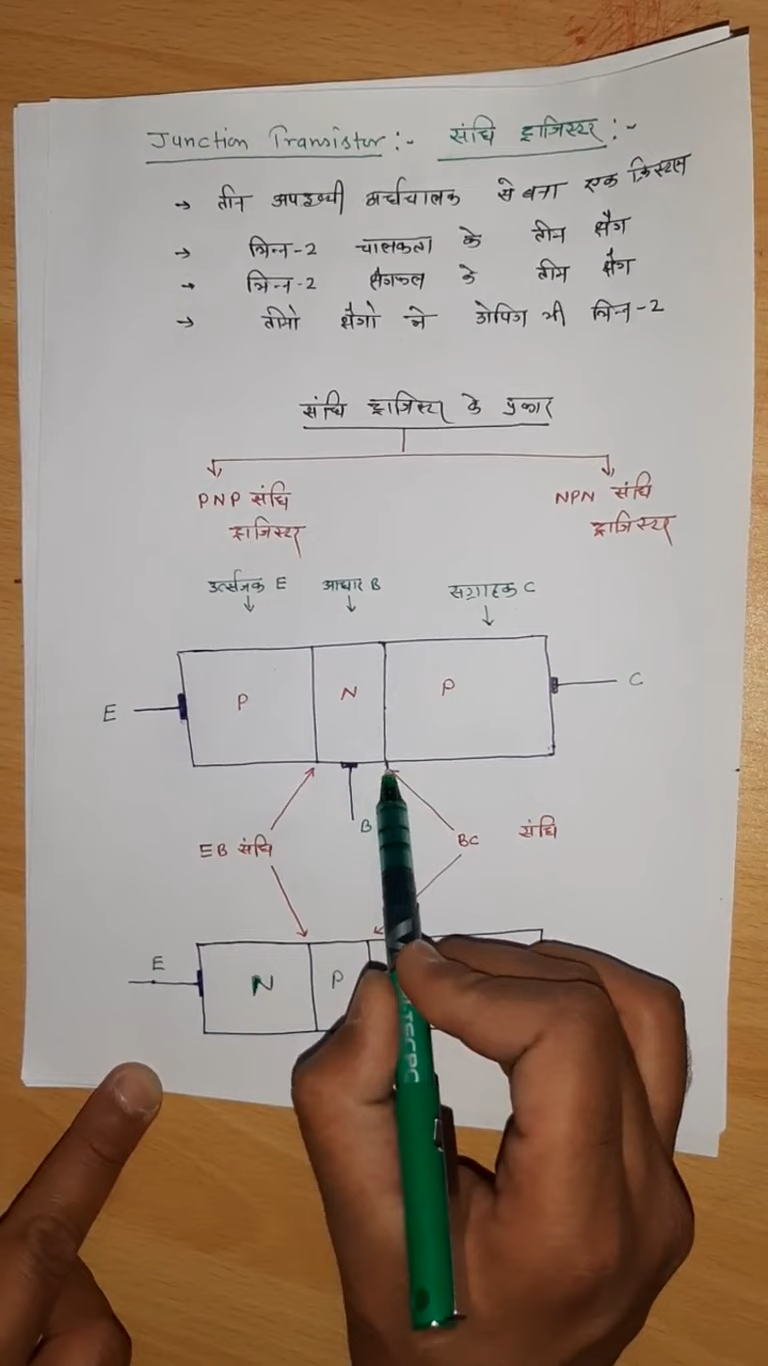 Junction Transistor:- संधि ट्रांजिस्टर:-
→ तीन अपद्रव्यी अर्धचालक से बना एक क्रिस्टल
→ भिन्न-2 चालकता के तीन क्षेत्र
→ भिन्न-2 क्षेत्रफल के तीन क्षेत्र
→ तीनो क्षेत्रो मे डोपिंग भी भिन्न-2
संधि ट्रांजिस्टर के प्रकार
PNP संधि ट्रांजिस्टर
NPN संधि ट्रांजिस्टर
उत्सर्जक E आधार B संग्राहक C
E P N P C
B
EB संधि BC संधि
E N P